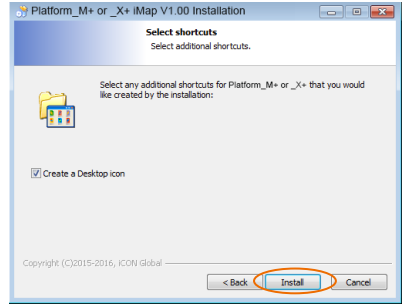 Platform_M+ or _X+ iMap V1.00 Installation
Select shortcuts
Select additional shortcuts.
Select any additional shortcuts for Platform_M+ or _X+ that you would
like created by the installation:
Create a Desktop icon
Copyright (C)2015-2016, iCON Global
< Back Install Cancel